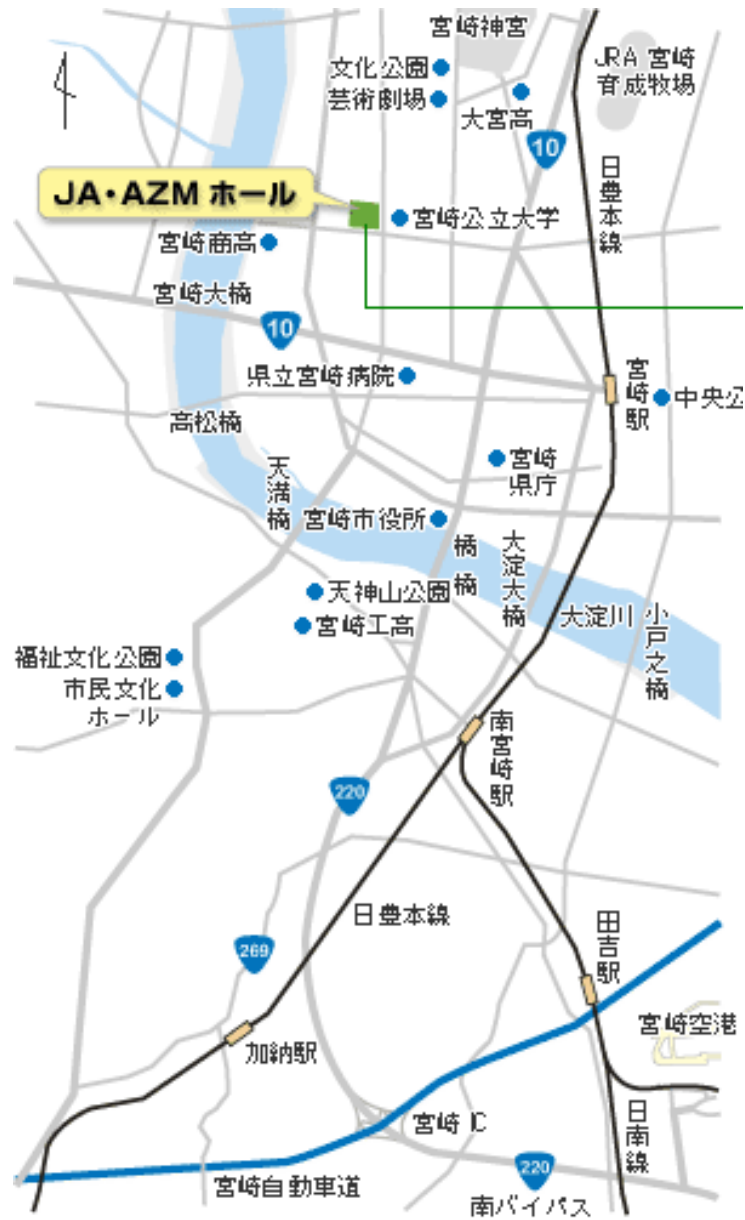 宮崎神宮
文化公園
芸術劇場
大宮高
JRA 宮崎
育成牧場
10
日豊本線
JA・AZM ホール
宮崎公立大学
宮崎商高
宮崎大橋
10
県立宮崎病院
宮崎駅
中央公
高松橋
天満橋
宮崎
県庁
宮崎市役所
橘橋
大淀大橋
天神山公園
宮崎工高
大淀川
小戸之橋
福祉文化公園
市民文化
ホール
南宮崎駅
220
日豊本線
269
田吉駅
宮崎空港
加納駅
宮崎 IC
日南線
宮崎自動車道
220
南バイパス